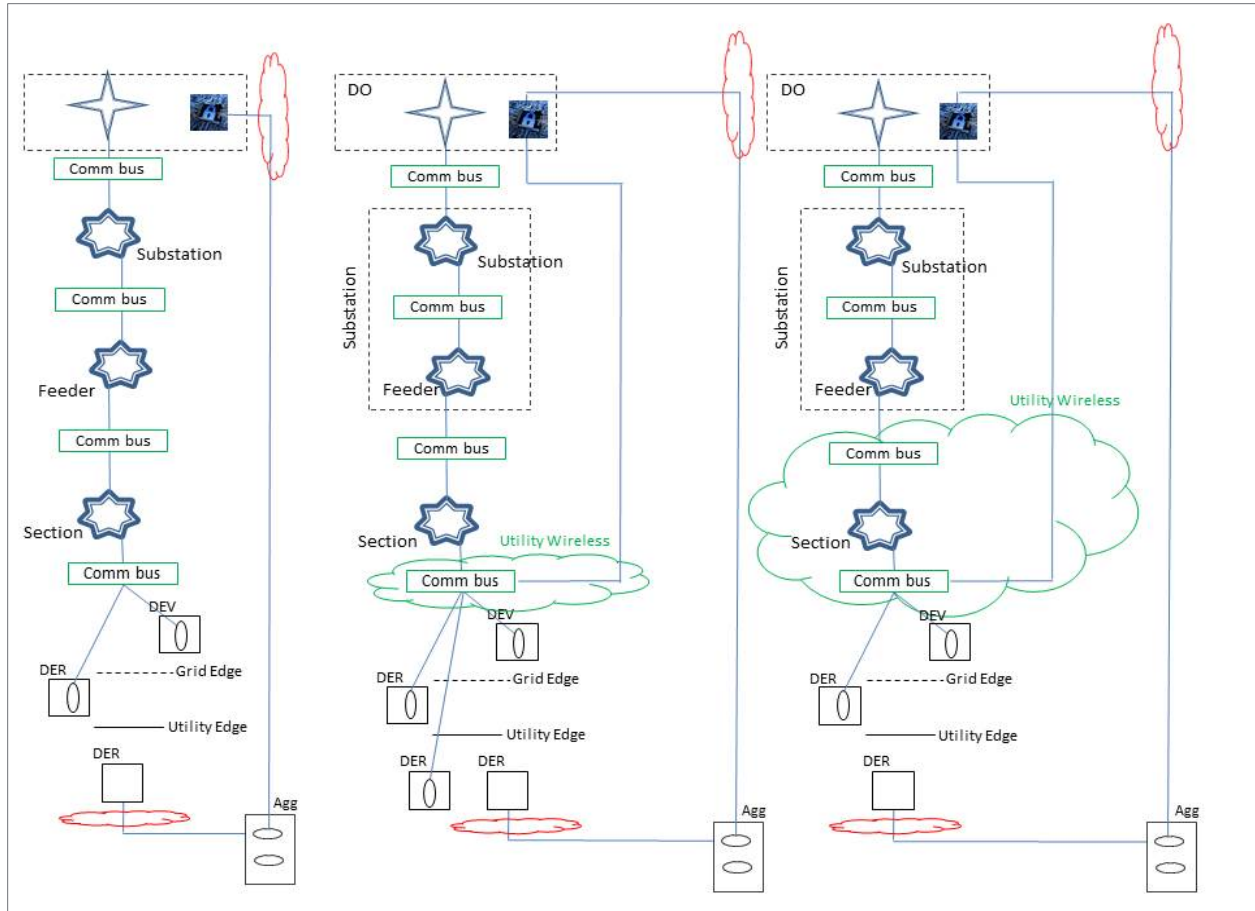 Comm bus
Substation
Comm bus
Feeder
Comm bus
Section
Comm bus
DEV
DER
Grid Edge
Utility Edge
DER
Agg
DO
Comm bus
Substation
Substation
Comm bus
Feeder
Comm bus
Section
Utility Wireless
Comm bus
DEV
DER
Grid Edge
Utility Edge
DER
DER
Agg
DO
Comm bus
Substation
Substation
Comm bus
Feeder
Utility Wireless
Comm bus
Section
Comm bus
DEV
DER
Grid Edge
Utility Edge
DER
Agg